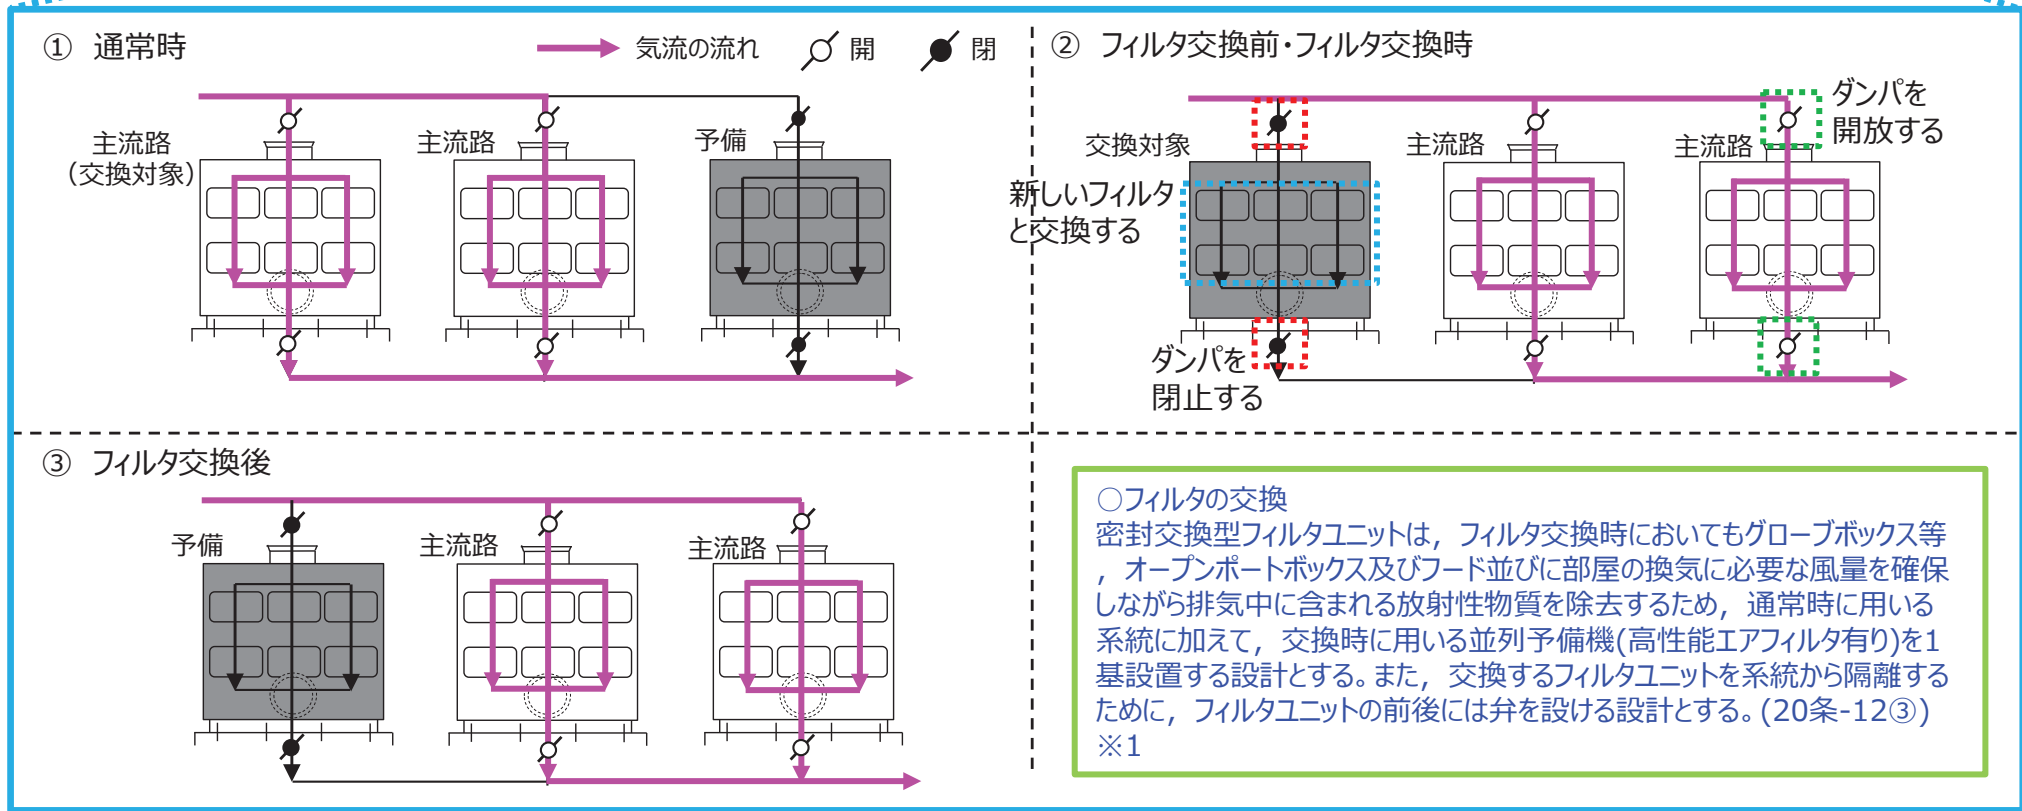 ① 通常時
気流の流れ
開
閉
主流路
(交換対象)
主流路
予備
② フィルタ交換前・フィルタ交換時
ダンパを
開放する
交換対象
主流路
主流路
新しいフィルタ
と交換する
ダンパを
閉止する
③ フィルタ交換後
予備
主流路
主流路
○フィルタの交換
密封交換型フィルタユニットは，フィルタ交換時においてもグローブボックス等
，オープンポートボックス及びフード並びに部屋の換気に必要な風量を確保
しながら排気中に含まれる放射性物質を除去するため，通常時に用いる
系統に加えて，交換時に用いる並列予備機(高性能エアフィルタ有り)を1
基設置する設計とする。また，交換するフィルタユニットを系統から隔離する
ために，フィルタユニットの前後には弁を設ける設計とする。(20条-12③)
※1